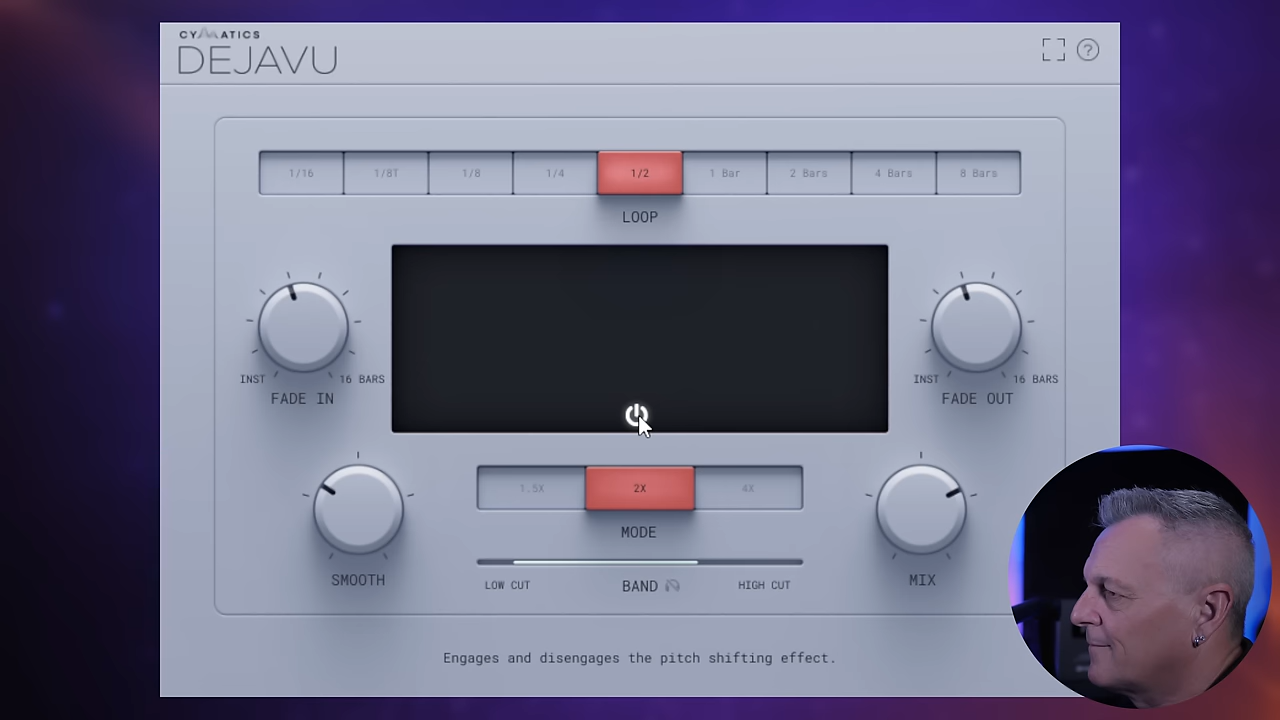 CYMATICS
DEJAVU
?
1/16 1/8T 1/8 1/4 1/2 1 Bar 2 Bars 4 Bars 8 Bars
LOOP
INST 16 BARS
FADE IN
INST 16 BARS
FADE OUT
1.5X 2X 4X
MODE
SMOOTH
LOW CUT BAND HIGH CUT
MIX
Engages and disengages the pitch shifting effect.